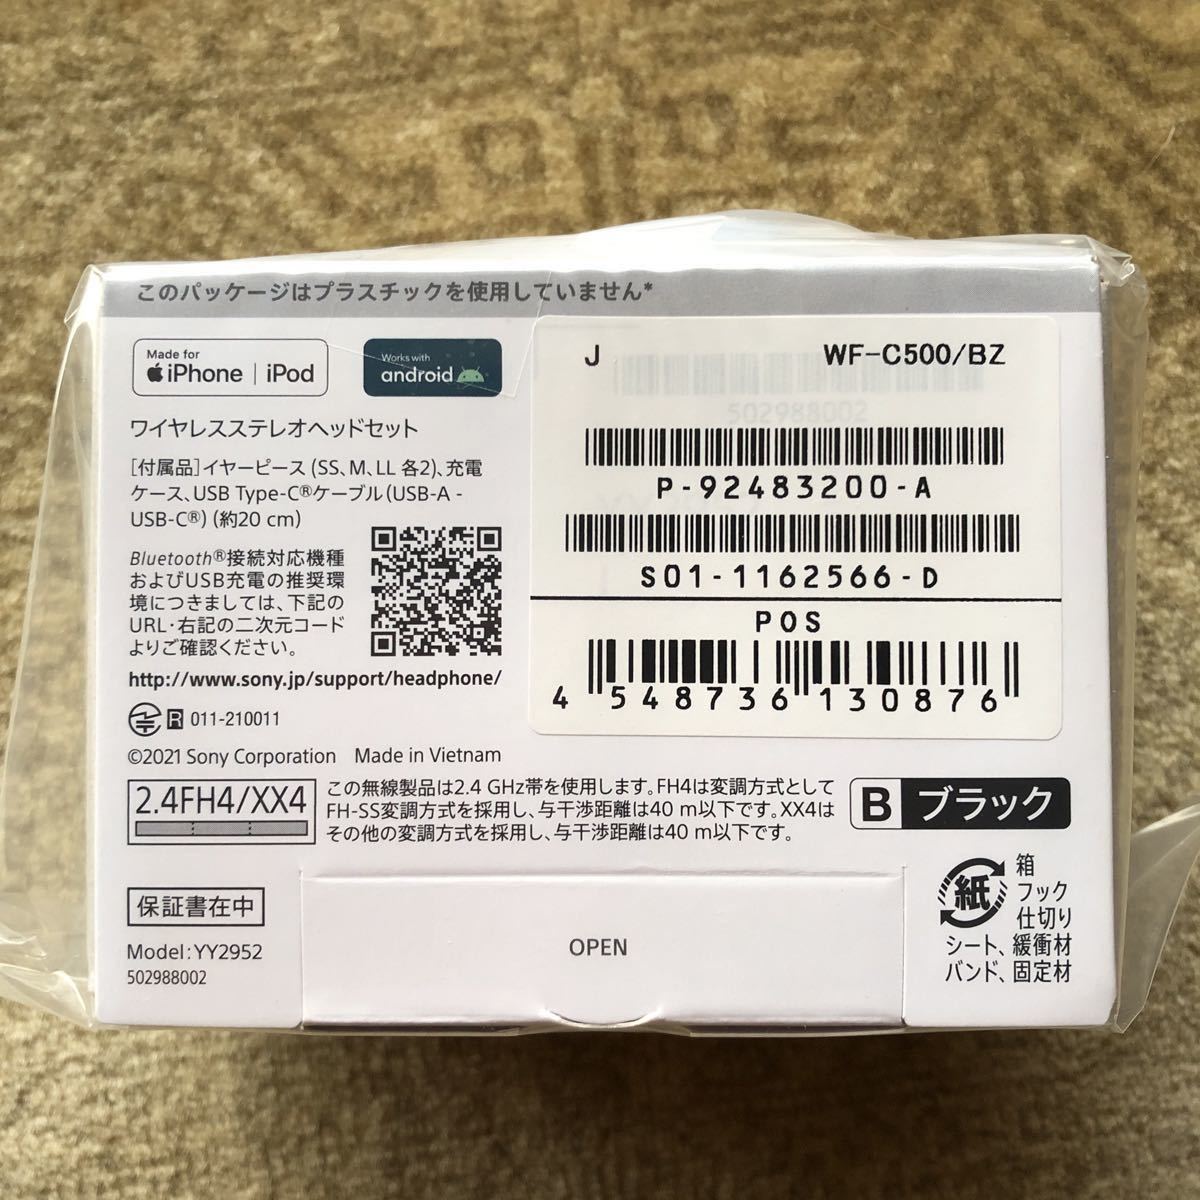 このパッケージはプラスチックを使用していません*
Made for
iPhone | iPod
Works with
android
ワイヤレスステレオヘッドセット
[付属品]イヤーピース (SS、M、LL 各2)、充電
ケース、USB Type-C®ケーブル(USB-A -
USB-C®) (約20 cm)
Bluetooth®接続対応機種
およびUSB充電の推奨環
境につきましては、下記の
URL・右記の二次元コード
よりご確認ください。
http://www.sony.jp/support/headphone/
R 011-210011
©2021 Sony Corporation Made in Vietnam
J WF-C500/BZ
502988002
P-92483200-A
S01-1162566-D
POS
4 548736 130876
2.4FH4/XX4
この無線製品は2.4 GHz帯を使用します。FH4は変調方式として
FH-SS変調方式を採用し、与干渉距離は40 m以下です。XX4は
その他の変調方式を採用し、与干渉距離は40 m以下です。
B ブラック
保証書在中
Model: YY2952
502988002
OPEN
紙
箱
フック
仕切り
シート、緩衝材
バンド、固定材